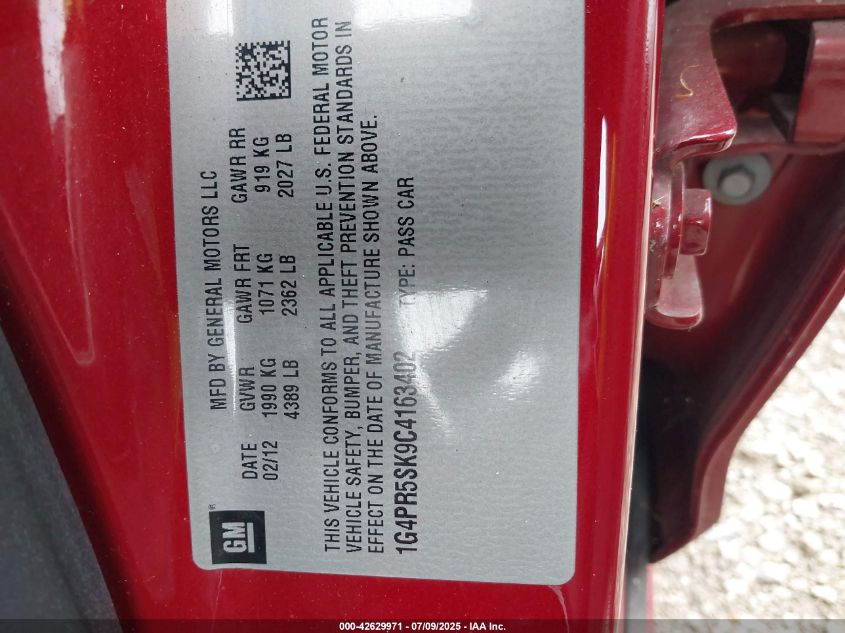 MFD BY GENERAL MOTORS LLC
DATE GVWR GAWR FRT GAWR RR
02/12 1990 KG 1071 KG 919 KG
4389 LB 2362 LB 2027 LB
GM
THIS VEHICLE CONFORMS TO ALL APPLICABLE U.S. FEDERAL MOTOR
VEHICLE SAFETY, BUMPER, AND THEFT PREVENTION STANDARDS IN
EFFECT ON THE DATE OF MANUFACTURE SHOWN ABOVE.
1G4PR5SK9C4163402 TYPE: PASS CAR
000-42629971 - 07/09/2025 - IAA Inc.